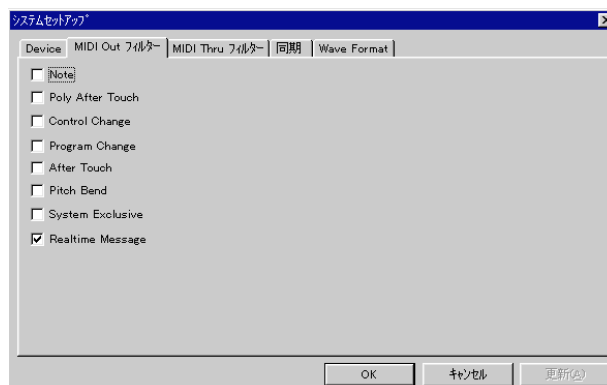 システムセットアップ
Device MIDI Out フィルター MIDI Thru フィルター 同期 Wave Format
Note
Poly After Touch
Control Change
Program Change
After Touch
Pitch Bend
System Exclusive
Realtime Message
OK キャンセル 更新(A)